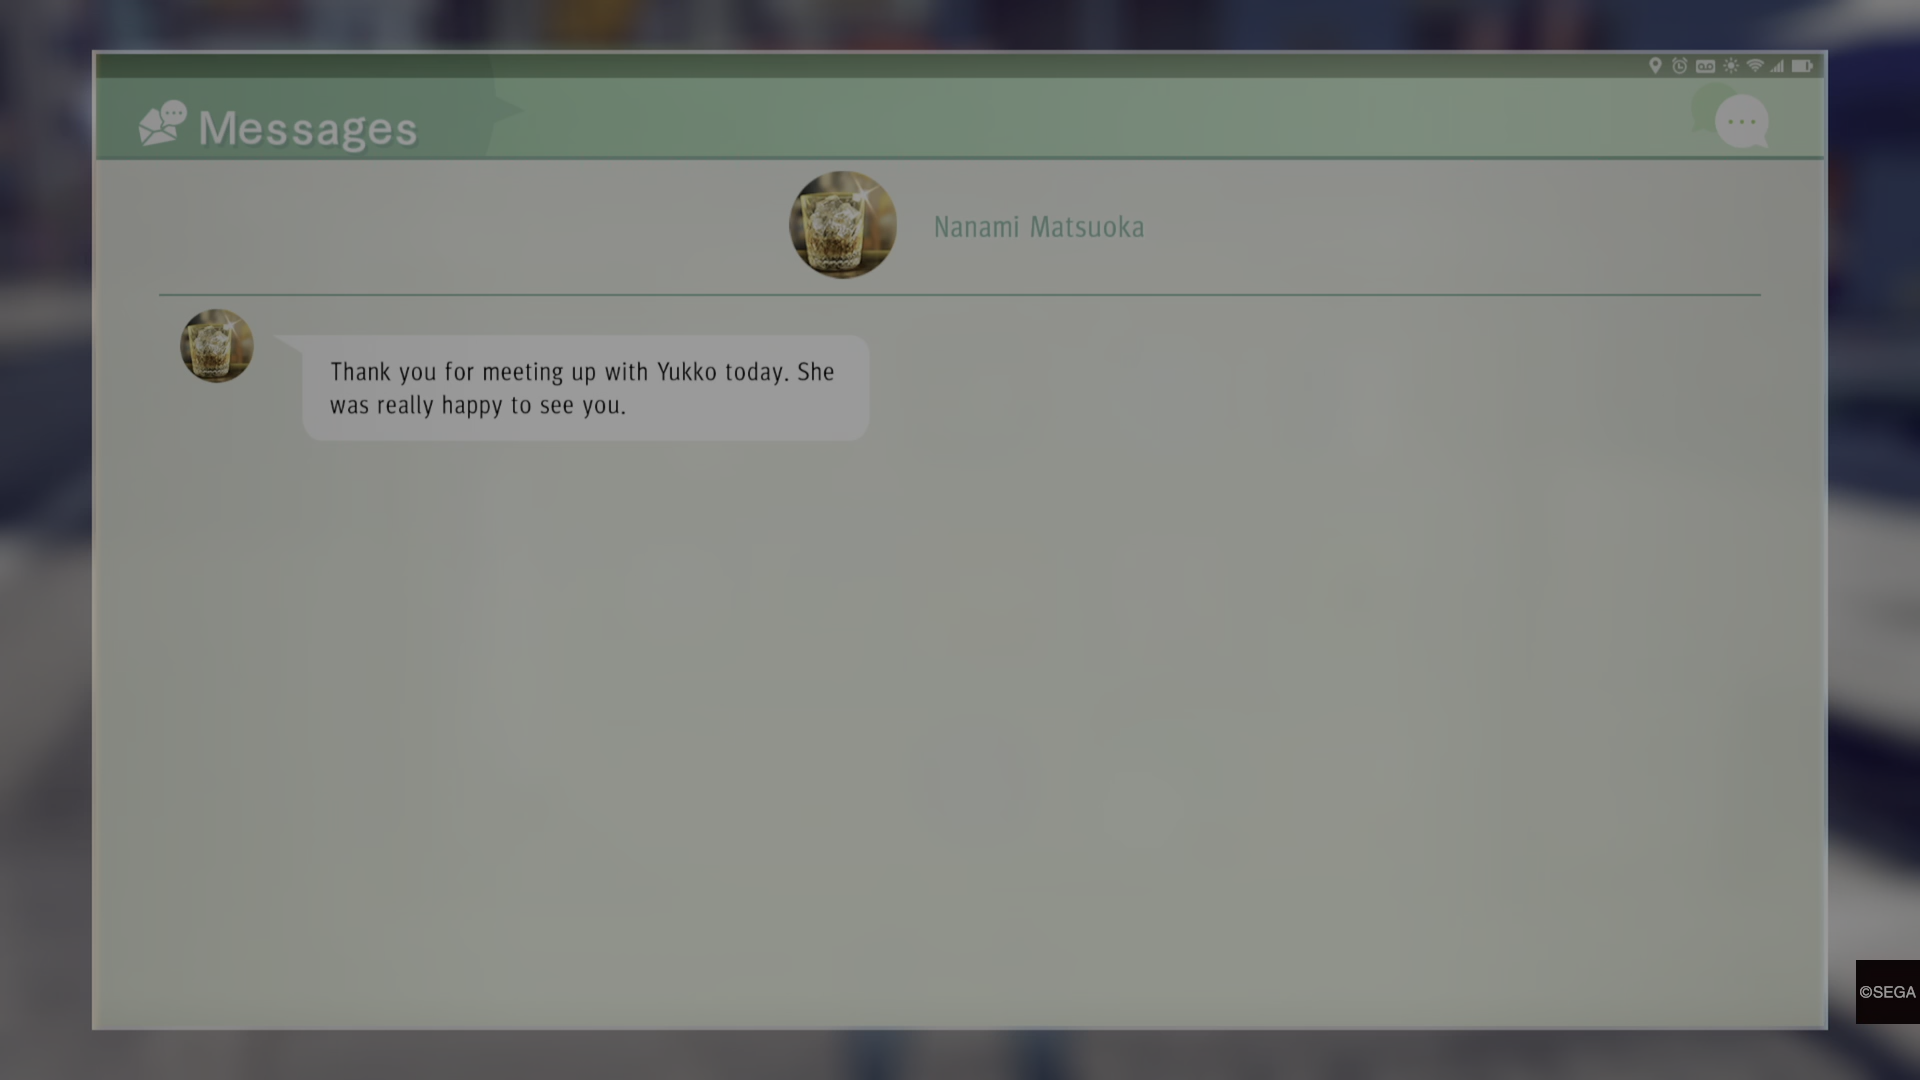 Messages
Nanami Matsuoka
Thank you for meeting up with Yukko today. She
was really happy to see you.
©SEGA